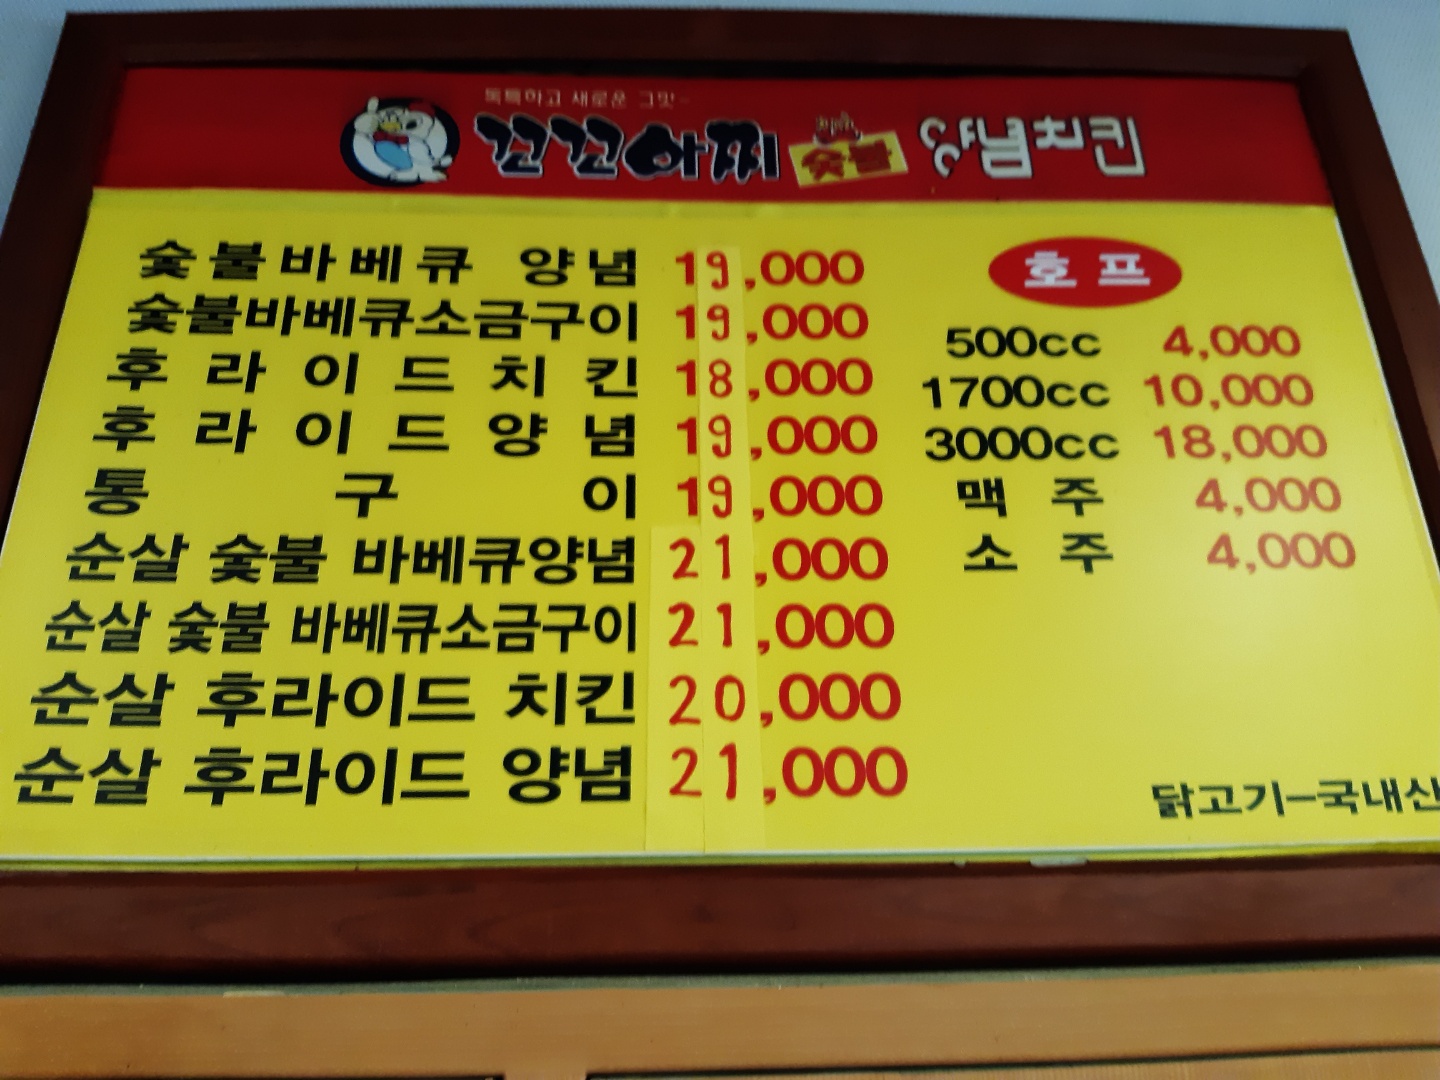 독특하고 새로운 그맛~
꼬꼬아찌 숯불 양념치킨
숯불바베큐 양념 19,000
숯불바베큐소금구이 19,000
후라이드치킨 18,000
후라이드양념 19,000
통구이 19,000
순살 숯불 바베큐양념 21,000
순살 숯불 바베큐소금구이 21,000
순살 후라이드 치킨 20,000
순살 후라이드 양념 21,000
호프
500cc 4,000
1700cc 10,000
3000cc 18,000
맥주 4,000
소주 4,000
닭고기-국내산